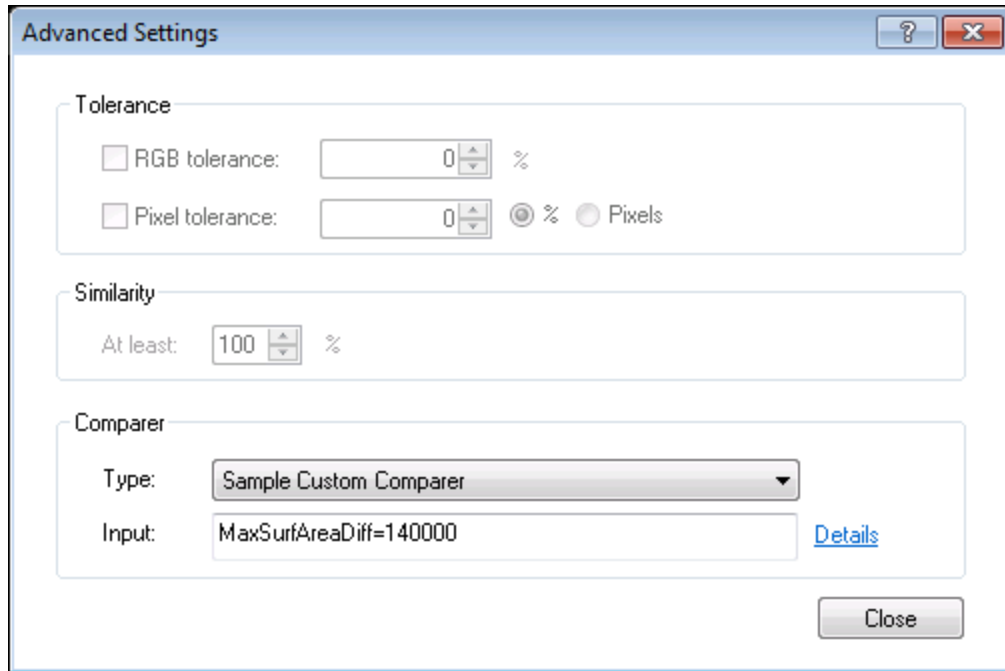 Advanced Settings
?
Tolerance
RGB tolerance: 0 %
Pixel tolerance: 0 % Pixels
Similarity
At least: 100 %
Comparer
Type: Sample Custom Comparer
Input: MaxSurfAreaDiff=140000 Details
Close